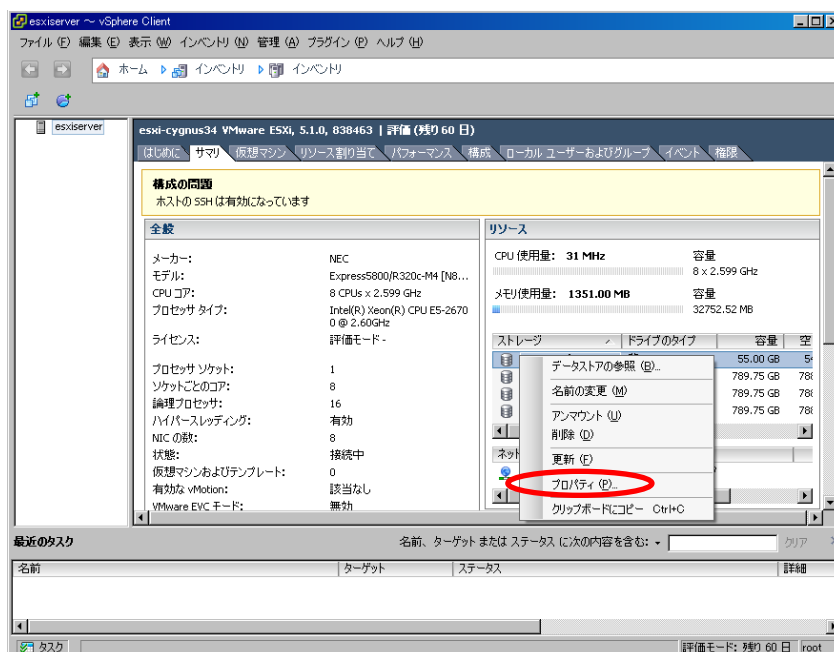 esxiserver ～ vSphere Client
ファイル (F) 編集 (E) 表示 (W) インベントリ (N) 管理 (A) プラグイン (P) ヘルプ (H)
ホーム インベントリ インベントリ
esxiserver
esxi-cygnus34 VMware ESXi, 5.1.0, 838463 | 評価 (残り 60 日)
はじめに サマリ 仮想マシン リソース割り当て パフォーマンス 構成 ローカル ユーザーおよびグループ イベント 権限
構成の問題
ホストの SSH は有効になっています
全般
メーカー: NEC
モデル: Express5800/R320c-M4 [N8...
CPU コア: 8 CPUs x 2.599 GHz
プロセッサ タイプ: Intel(R) Xeon(R) CPU E5-2670
0 @ 2.60GHz
ライセンス: 評価モード -
プロセッサ ソケット: 1
ソケットごとのコア: 8
論理プロセッサ: 16
ハイパースレッディング: 有効
NIC の数: 8
状態: 接続中
仮想マシンおよびテンプレート: 0
有効な vMotion: 該当なし
VMware EVC モード: 無効
リソース
CPU 使用量: 31 MHz 容量
8 x 2.599 GHz
メモリ使用量: 1351.00 MB 容量
32752.52 MB
ストレージ ドライブのタイプ 容量 空
55.00 GB 5
789.75 GB 78
789.75 GB 78
789.75 GB 78
データストアの参照 (B)...
名前の変更 (M)
アンマウント (U)
削除 (D)
更新 (F)
プロパティ (P)...
クリップボードにコピー Ctrl+C
ネット
最近のタスク
名前、ターゲット または ステータス に次の内容を含む:
クリア
名前 ターゲット ステータス 詳細
タスク
評価モード: 残り 60 日 root